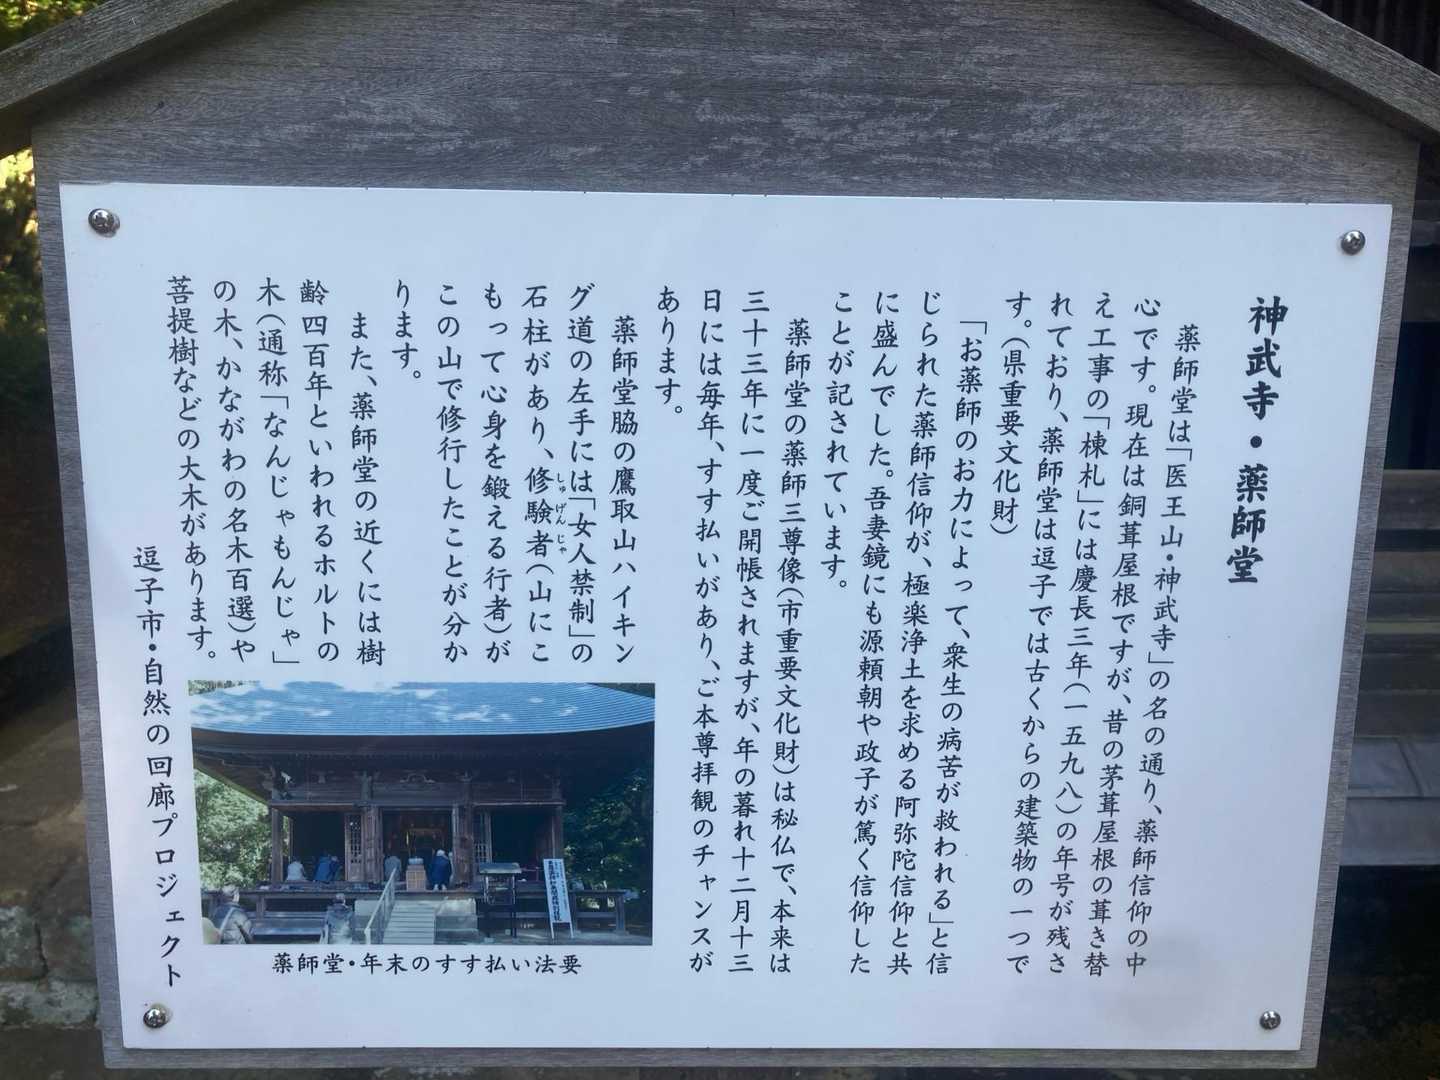 神武寺・薬師堂
薬師堂は「医王山・神武寺」の名の通り、薬師信仰の中
心です。現在は銅葺屋根ですが、昔の茅葺屋根の葺き替
え工事の「棟札」には慶長三年(一五九八)の年号が残さ
れており、薬師堂は逗子では古くからの建築物の一つで
す。(県重要文化財)
「お薬師のお力によって、衆生の病苦が救われる」と信
じられた薬師信仰が、極楽浄土を求める阿弥陀信仰と共
に盛んでした。吾妻鏡にも源頼朝や政子が篤く信仰した
ことが記されています。
薬師堂の薬師三尊像(市重要文化財)は秘仏で、本来は
三十三年に一度ご開帳されますが、年の暮れ十二月十三
日には毎年、すす払いがあり、ご本尊拝観のチャンスが
あります。
薬師堂脇の鷹取山ハイキン
グ道の左手には「女人禁制」の
石柱があり、修験者(山にこ
しゅげんじゃ
もって心身を鍛える行者)が
この山で修行したことが分か
ります。
また、薬師堂の近くには樹
齢四百年といわれるホルトの
木(通称「なんじゃもんじゃ」
の木、かながわの名木百選)や
菩提樹などの大木があります。
逗子市・自然の回廊プロジェクト
薬師堂・年末のすす払い法要